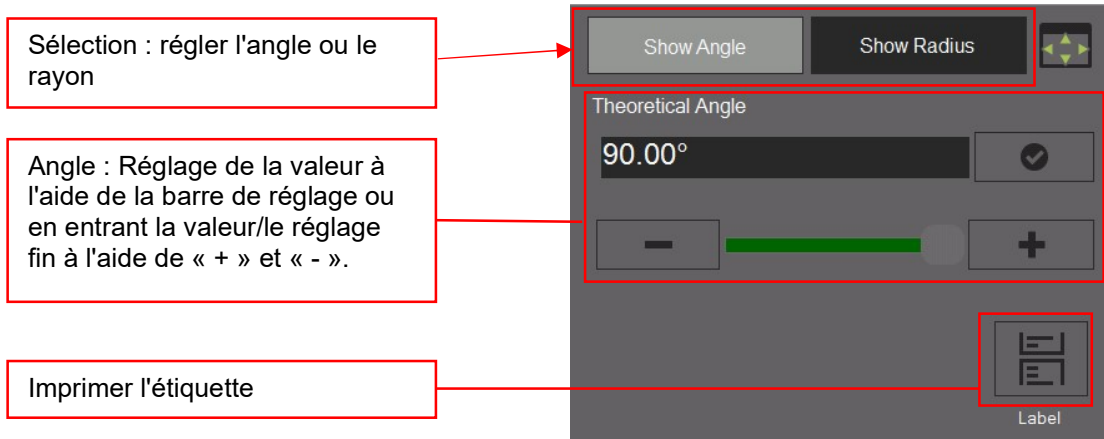 Sélection : régler l'angle ou le
rayon
Show Angle
Show Radius
Theoretical Angle
90.00°
Angle : Réglage de la valeur à
l'aide de la barre de réglage ou
en entrant la valeur/le réglage
fin à l'aide de « + » et « - ».
Imprimer l'étiquette
Label